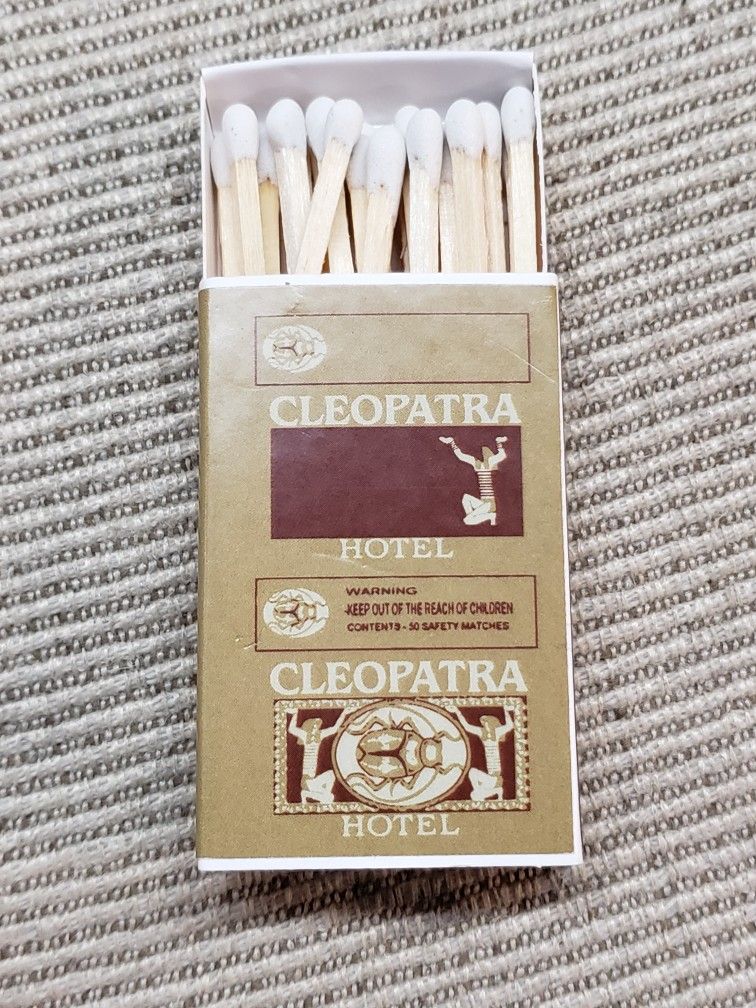 CLEOPATRA
HOTEL
WARNING
-KEEP OUT OF THE REACH OF CHILDREN
CONTENTS - 50 SAFETY MATCHES
CLEOPATRA
HOTEL